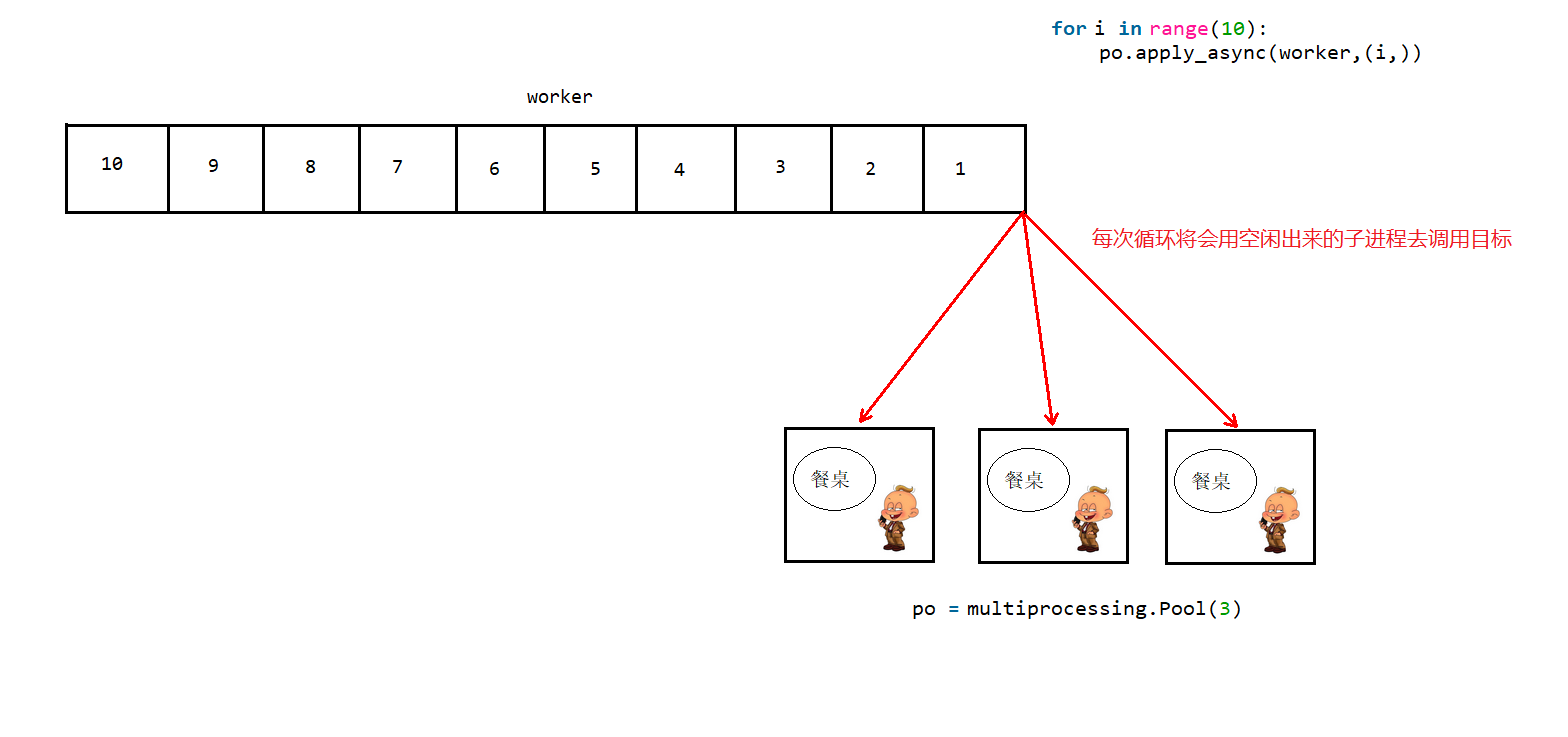 for i in range(10):
po.apply_async(worker,(i,))
worker
10 9 8 7 6 5 4 3 2 1
每次循环将会用空闲出来的子进程去调用目标
餐桌 餐桌 餐桌
po = multiprocessing.Pool(3)